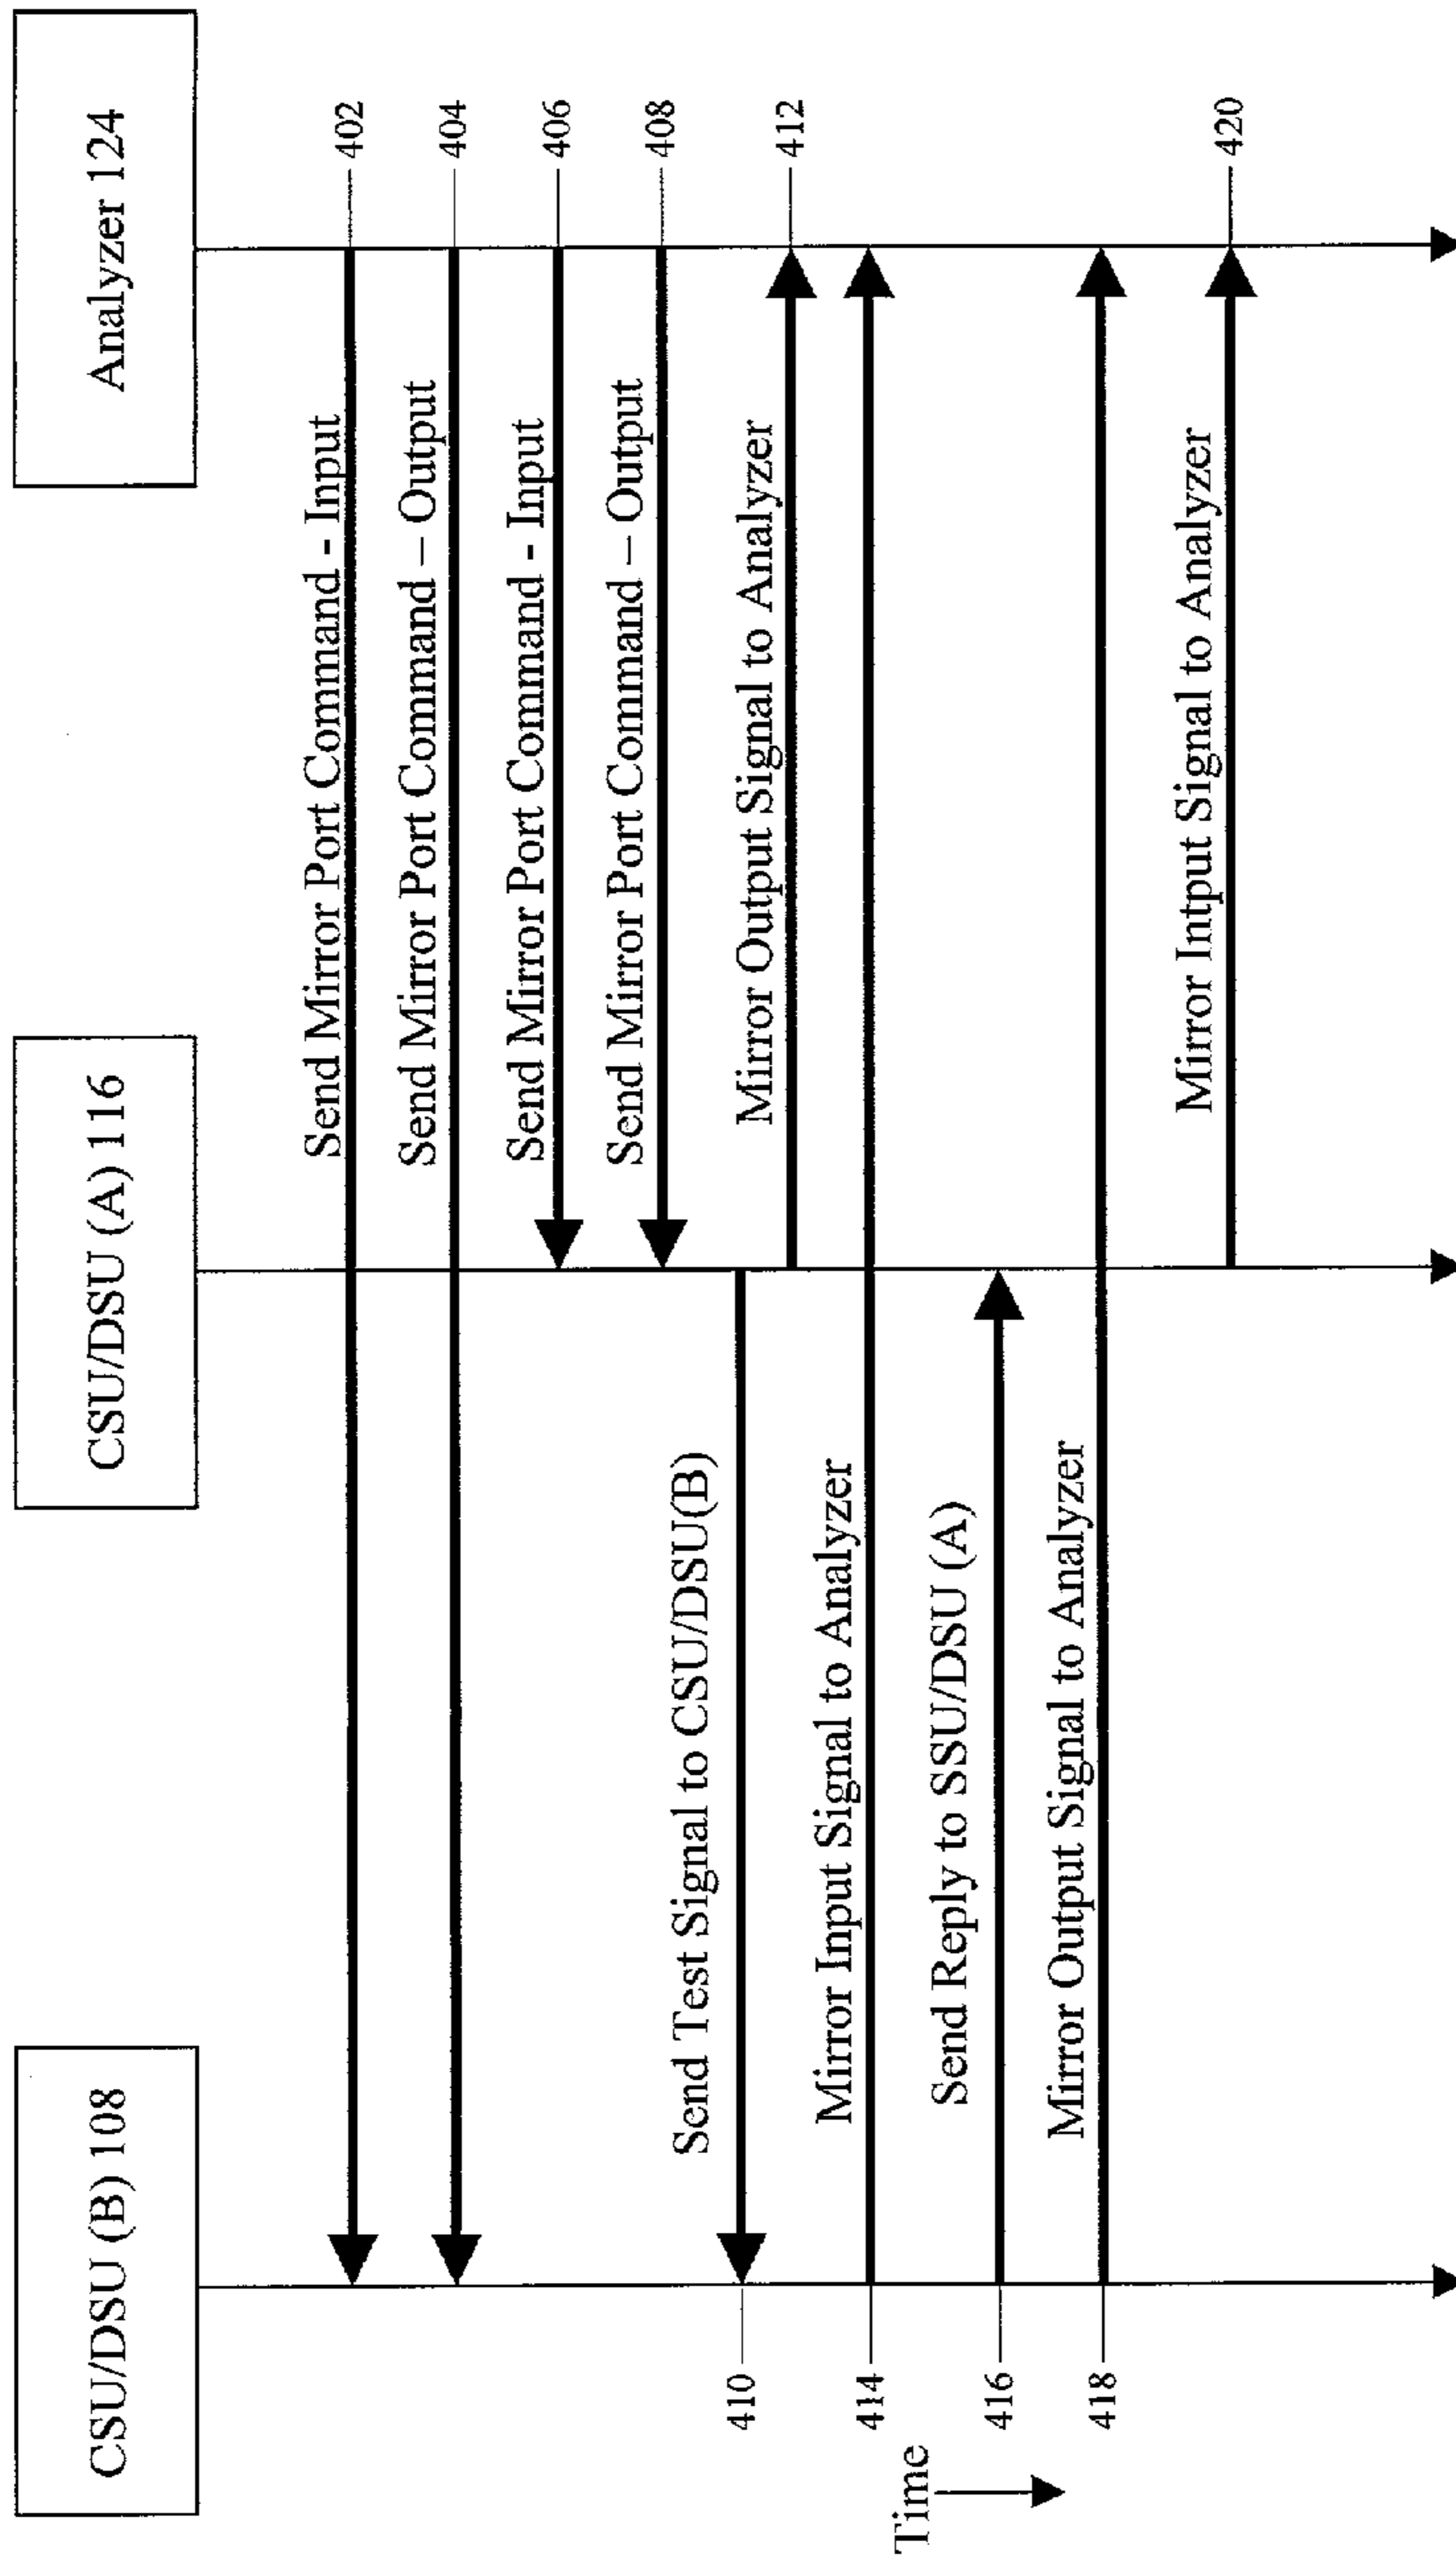 CSU/DSU (B) 108
CSU/DSU (A) 116
Analyzer 124
Send Mirror Port Command - Input
402
Send Mirror Port Command – Output
404
Send Mirror Port Command - Input
406
Send Mirror Port Command – Output
408
410
Send Test Signal to CSU/DSU(B)
Mirror Output Signal to Analyzer
412
414
Mirror Input Signal to Analyzer
Time
416
Send Reply to SSU/DSU (A)
418
Mirror Output Signal to Analyzer
Mirror Intput Signal to Analyzer
420